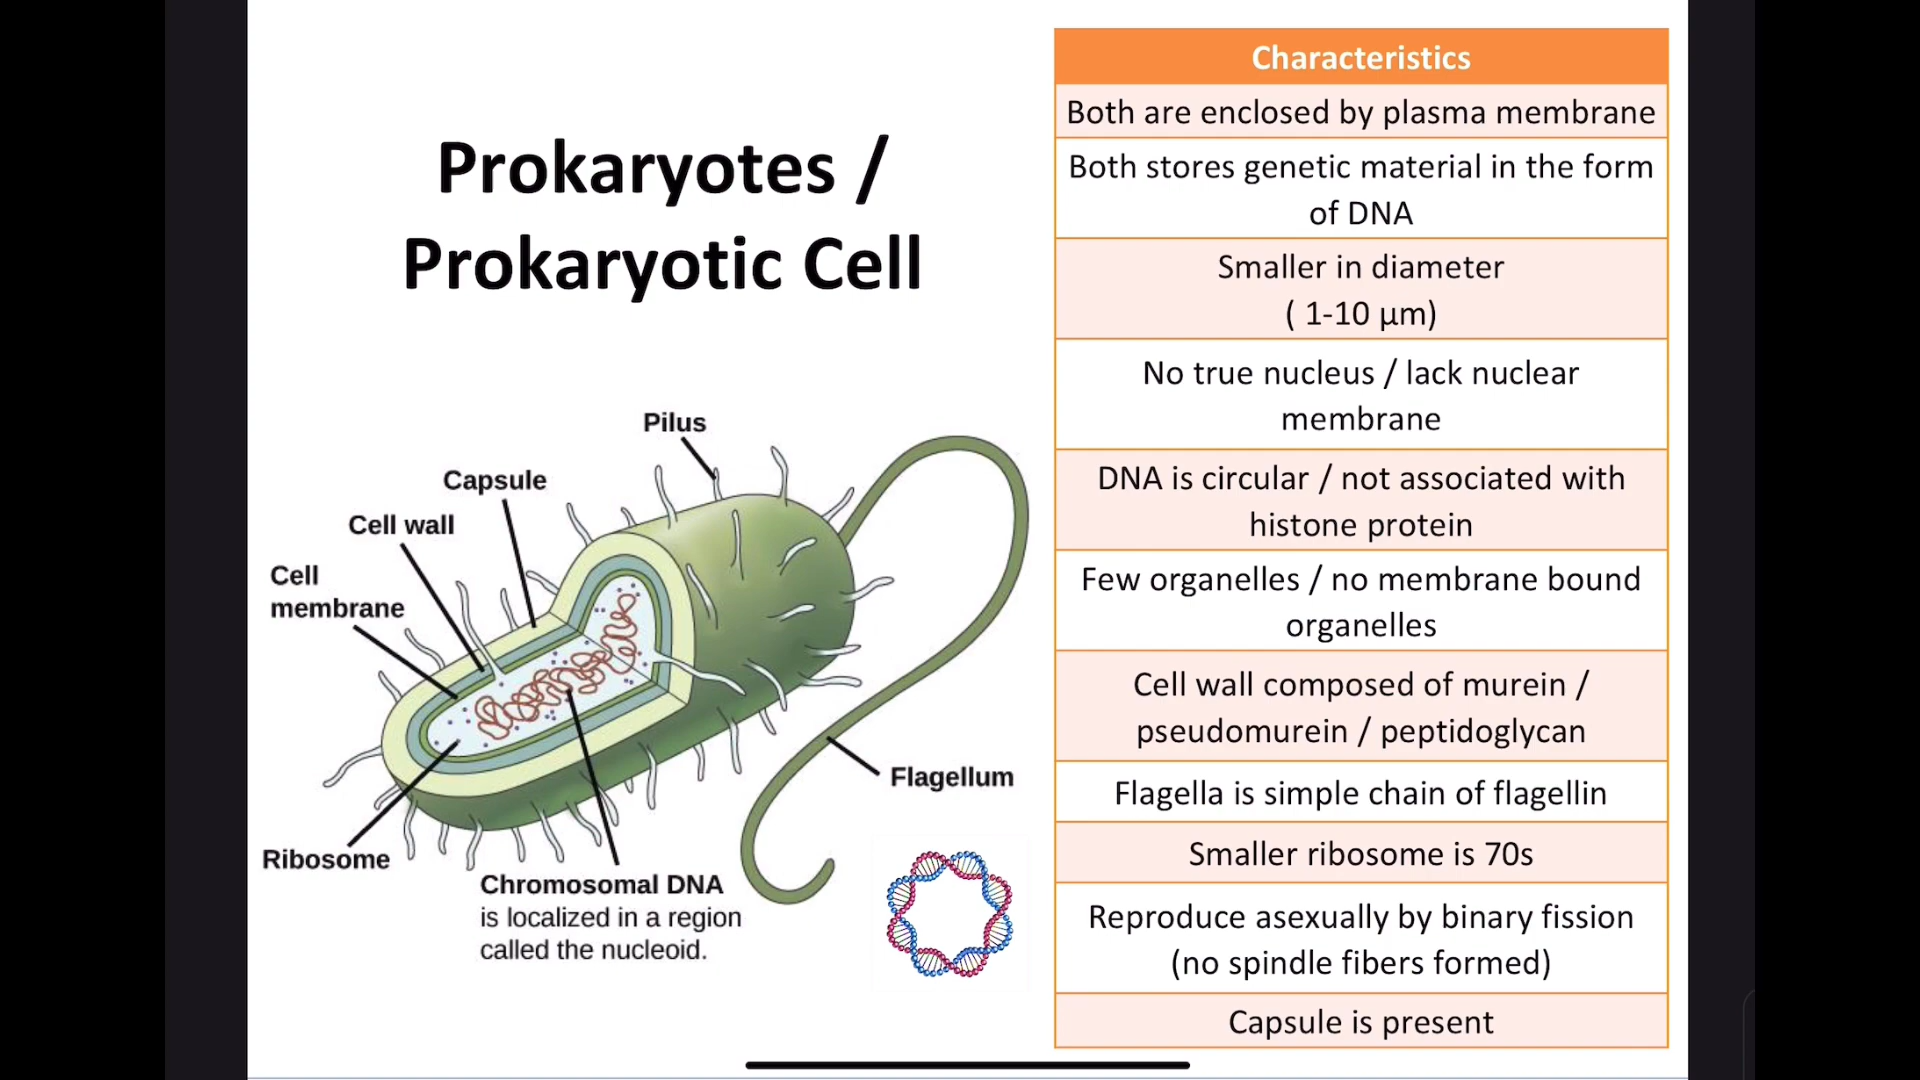 Prokaryotes /
Prokaryotic Cell
Pilus
Capsule
Cell wall
Cell
membrane
Flagellum
Ribosome
Chromosomal DNA
is localized in a region
called the nucleoid.
Characteristics
Both are enclosed by plasma membrane
Both stores genetic material in the form
of DNA
Smaller in diameter
( 1-10 µm)
No true nucleus / lack nuclear
membrane
DNA is circular / not associated with
histone protein
Few organelles / no membrane bound
organelles
Cell wall composed of murein /
pseudomurein / peptidoglycan
Flagella is simple chain of flagellin
Smaller ribosome is 70s
Reproduce asexually by binary fission
(no spindle fibers formed)
Capsule is present